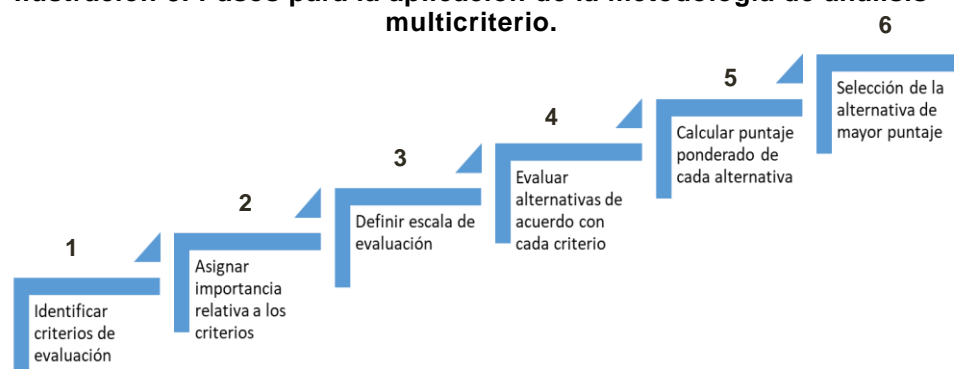 multicriterio.
1
Identificar
criterios de
evaluación
2
Asignar
importancia
relativa a los
criterios
3
Definir escala de
evaluación
4
Evaluar
alternativas de
acuerdo con
cada criterio
5
Calcular puntaje
ponderado de
cada alternativa
6
Selección de la
alternativa de
mayor puntaje